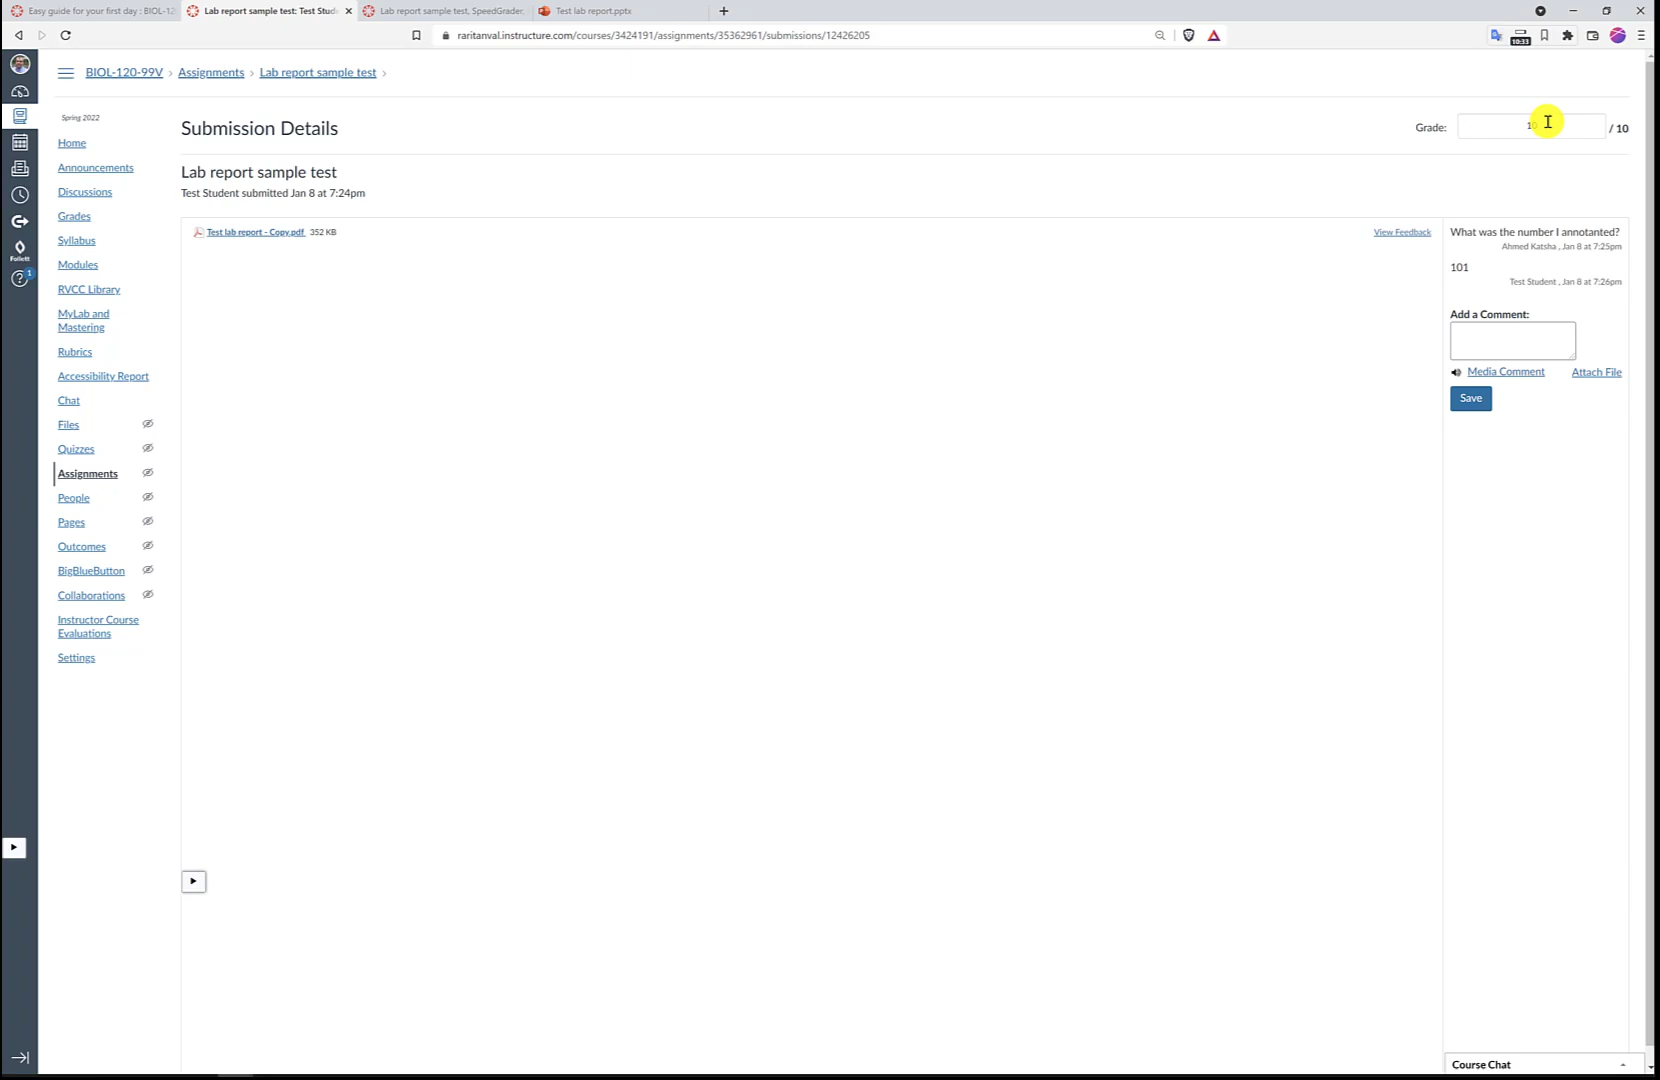 Easy guide for your first day : BIOL-12
Lab report sample test: Test Stud
Lab report sample test, SpeedGrader,
Test lab report.pptx
raritanval.instructure.com/courses/3424191/assignments/35362961/submissions/12426205
10:33
BIOL-120-99V
Assignments
Lab report sample test
Spring 2022
Submission Details
Grade:
10
/ 10
Home
Announcements
Discussions
Grades
Syllabus
Modules
RVCC Library
MyLab and
Mastering
Rubrics
Accessibility Report
Chat
Files
Quizzes
Assignments
People
Pages
Outcomes
BigBlueButton
Collaborations
Instructor Course
Evaluations
Settings
Follett
1
Lab report sample test
Test Student submitted Jan 8 at 7:24pm
Test lab report - Copy.pdf 352 KB
View Feedback
What was the number I annotanted?
Ahmed Katsha , Jan 8 at 7:25pm
101
Test Student , Jan 8 at 7:26pm
Add a Comment:
Media Comment
Attach File
Save
Course Chat